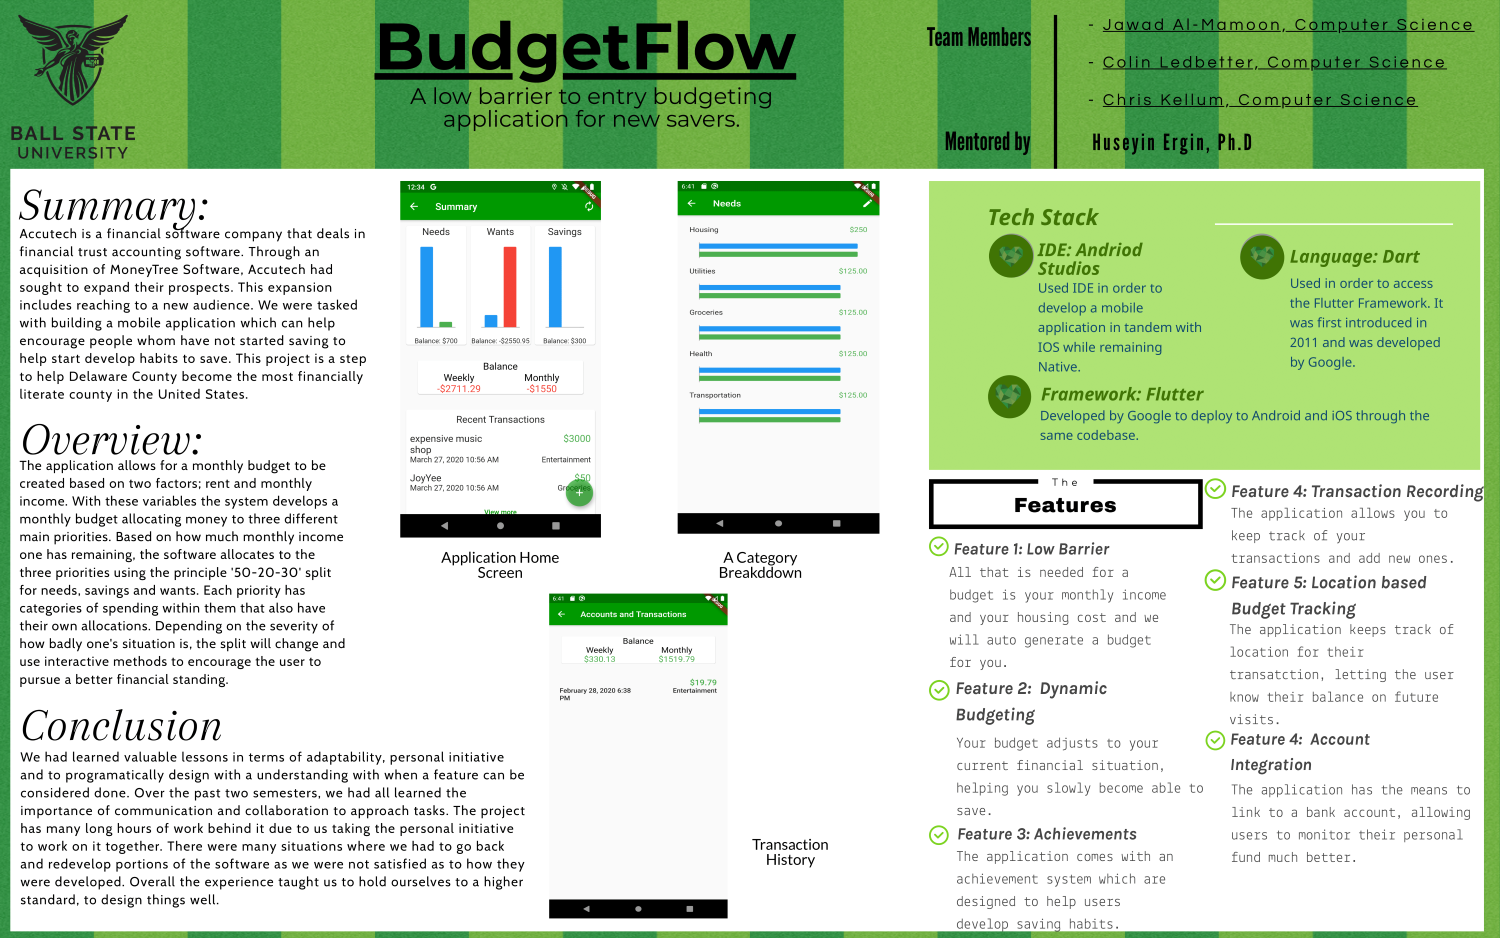 BALL STATE
UNIVERSITY
BudgetFlow
A low barrier to entry budgeting
application for new savers.
Team Members
- Jawad Al-Mamoon, Computer Science
- Colin Ledbetter, Computer Science
- Chris Kellum, Computer Science
Mentored by
Huseyin Ergin, Ph.D
Summary:
Accutech is a financial software company that deals in
financial trust accounting software. Through an
acquisition of MoneyTree Software, Accutech had
sought to expand their prospects. This expansion
includes reaching to a new audience. We were tasked
with building a mobile application which can help
encourage people whom have not started saving to
help start develop habits to save. This project is a step
to help Delaware County become the most financially
literate county in the United States.
Overview:
The application allows for a monthly budget to be
created based on two factors; rent and monthly
income. With these variables the system develops a
monthly budget allocating money to three different
main priorities. Based on how much monthly income
one has remaining, the software allocates to the
three priorities using the principle '50-20-30' split
for needs, savings and wants. Each priority has
categories of spending within them that also have
their own allocations. Depending on the severity of
how badly one's situation is, the split will change and
use interactive methods to encourage the user to
pursue a better financial standing.
Conclusion
We had learned valuable lessons in terms of adaptability, personal initiative
and to programatically design with a understanding with when a feature can be
considered done. Over the past two semesters, we had all learned the
importance of communication and collaboration to approach tasks. The project
has many long hours of work behind it due to us taking the personal initiative
to work on it together. There were many situations where we had to go back
and redevelop portions of the software as we were not satisfied as to how they
were developed. Overall the experience taught us to hold ourselves to a higher
standard, to design things well.
12:34 G
Summary
Needs Wants Savings
Balance: $700 Balance: -$2550.95 Balance: $300
Balance
Weekly Monthly
-$2711.29 -$1550
Recent Transactions
expensive music $3000
shop
March 27, 2020 10:56 AM Entertainment
JoyYee $50
March 27, 2020 10:56 AM Groceries
+
View more
Application Home
Screen
6:41
Needs
Housing $250
Utilities $125.00
Groceries $125.00
Health $125.00
Transportation $125.00
A Category
Breakddown
6:41
Accounts and Transactions
Balance
Weekly Monthly
$330.13 $1519.79
$19.79
February 28, 2020 6:38 Entertainment
PM
Transaction
History
Tech Stack
IDE: Andriod
Studios
Used IDE in order to
develop a mobile
application in tandem with
IOS while remaining
Native.
Language: Dart
Used in order to access
the Flutter Framework. It
was first introduced in
2011 and was developed
by Google.
Framework: Flutter
Developed by Google to deploy to Android and iOS through the
same codebase.
The
Features
Feature 1: Low Barrier
All that is needed for a
budget is your monthly income
and your housing cost and we
will auto generate a budget
for you.
Feature 2: Dynamic
Budgeting
Your budget adjusts to your
current financial situation,
helping you slowly become able to
save.
Feature 3: Achievements
The application comes with an
achievement system which are
designed to help users
develop saving habits.
Feature 4: Transaction Recording
The application allows you to
keep track of your
transactions and add new ones.
Feature 5: Location based
Budget Tracking
The application keeps track of
location for their
transatction, letting the user
know their balance on future
visits.
Feature 4: Account
Integration
The application has the means to
link to a bank account, allowing
users to monitor their personal
fund much better.